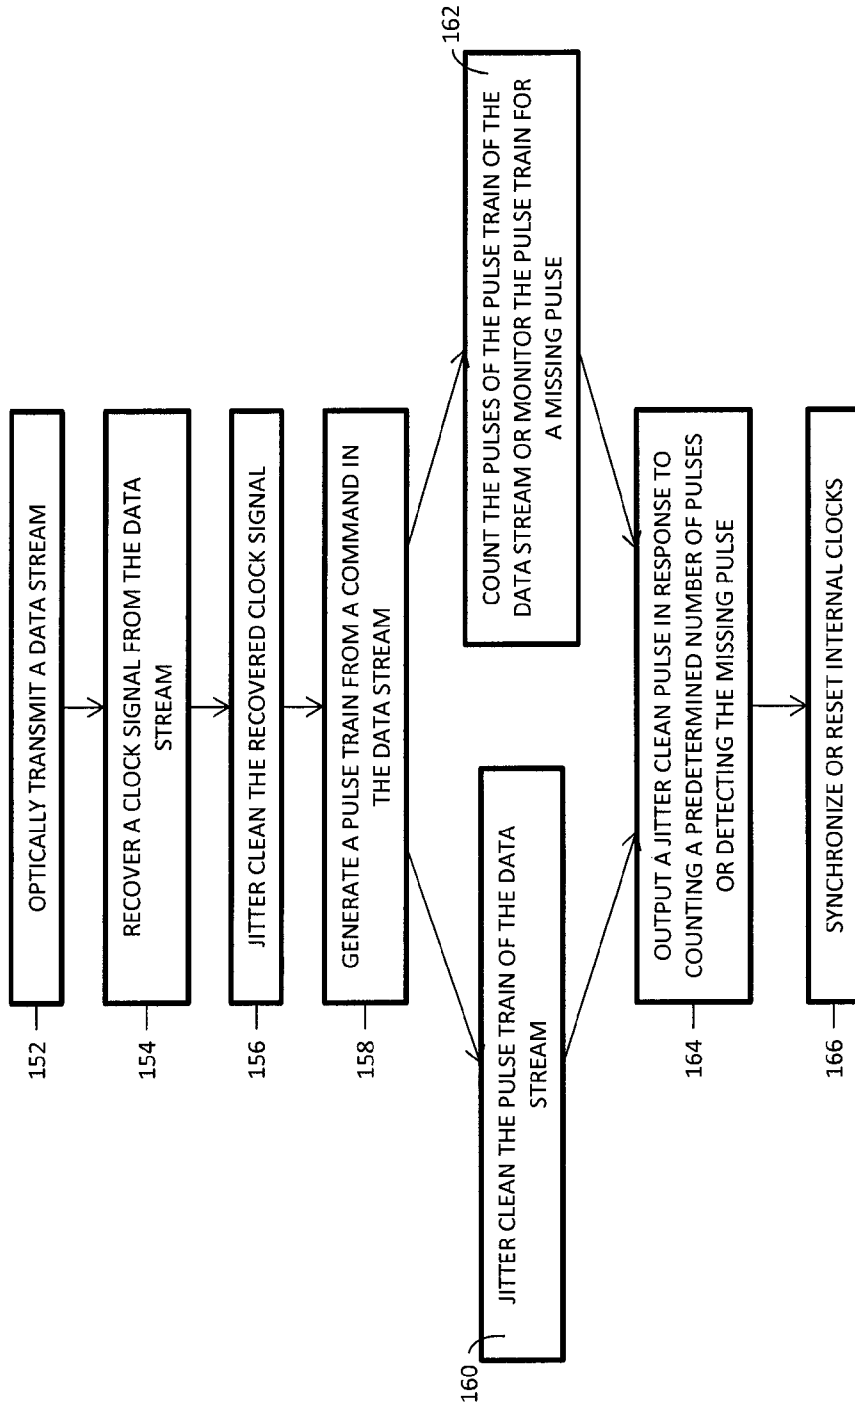 152
OPTICALLY TRANSMIT A DATA STREAM
154
RECOVER A CLOCK SIGNAL FROM THE DATA
STREAM
156
JITTER CLEAN THE RECOVERED CLOCK SIGNAL
158
GENERATE A PULSE TRAIN FROM A COMMAND IN
THE DATA STREAM
160
JITTER CLEAN THE PULSE TRAIN OF THE DATA
STREAM
162
COUNT THE PULSES OF THE PULSE TRAIN OF THE
DATA STREAM OR MONITOR THE PULSE TRAIN FOR
A MISSING PULSE
164
OUTPUT A JITTER CLEAN PULSE IN RESPONSE TO
COUNTING A PREDETERMINED NUMBER OF PULSES
OR DETECTING THE MISSING PULSE
166
SYNCHRONIZE OR RESET INTERNAL CLOCKS